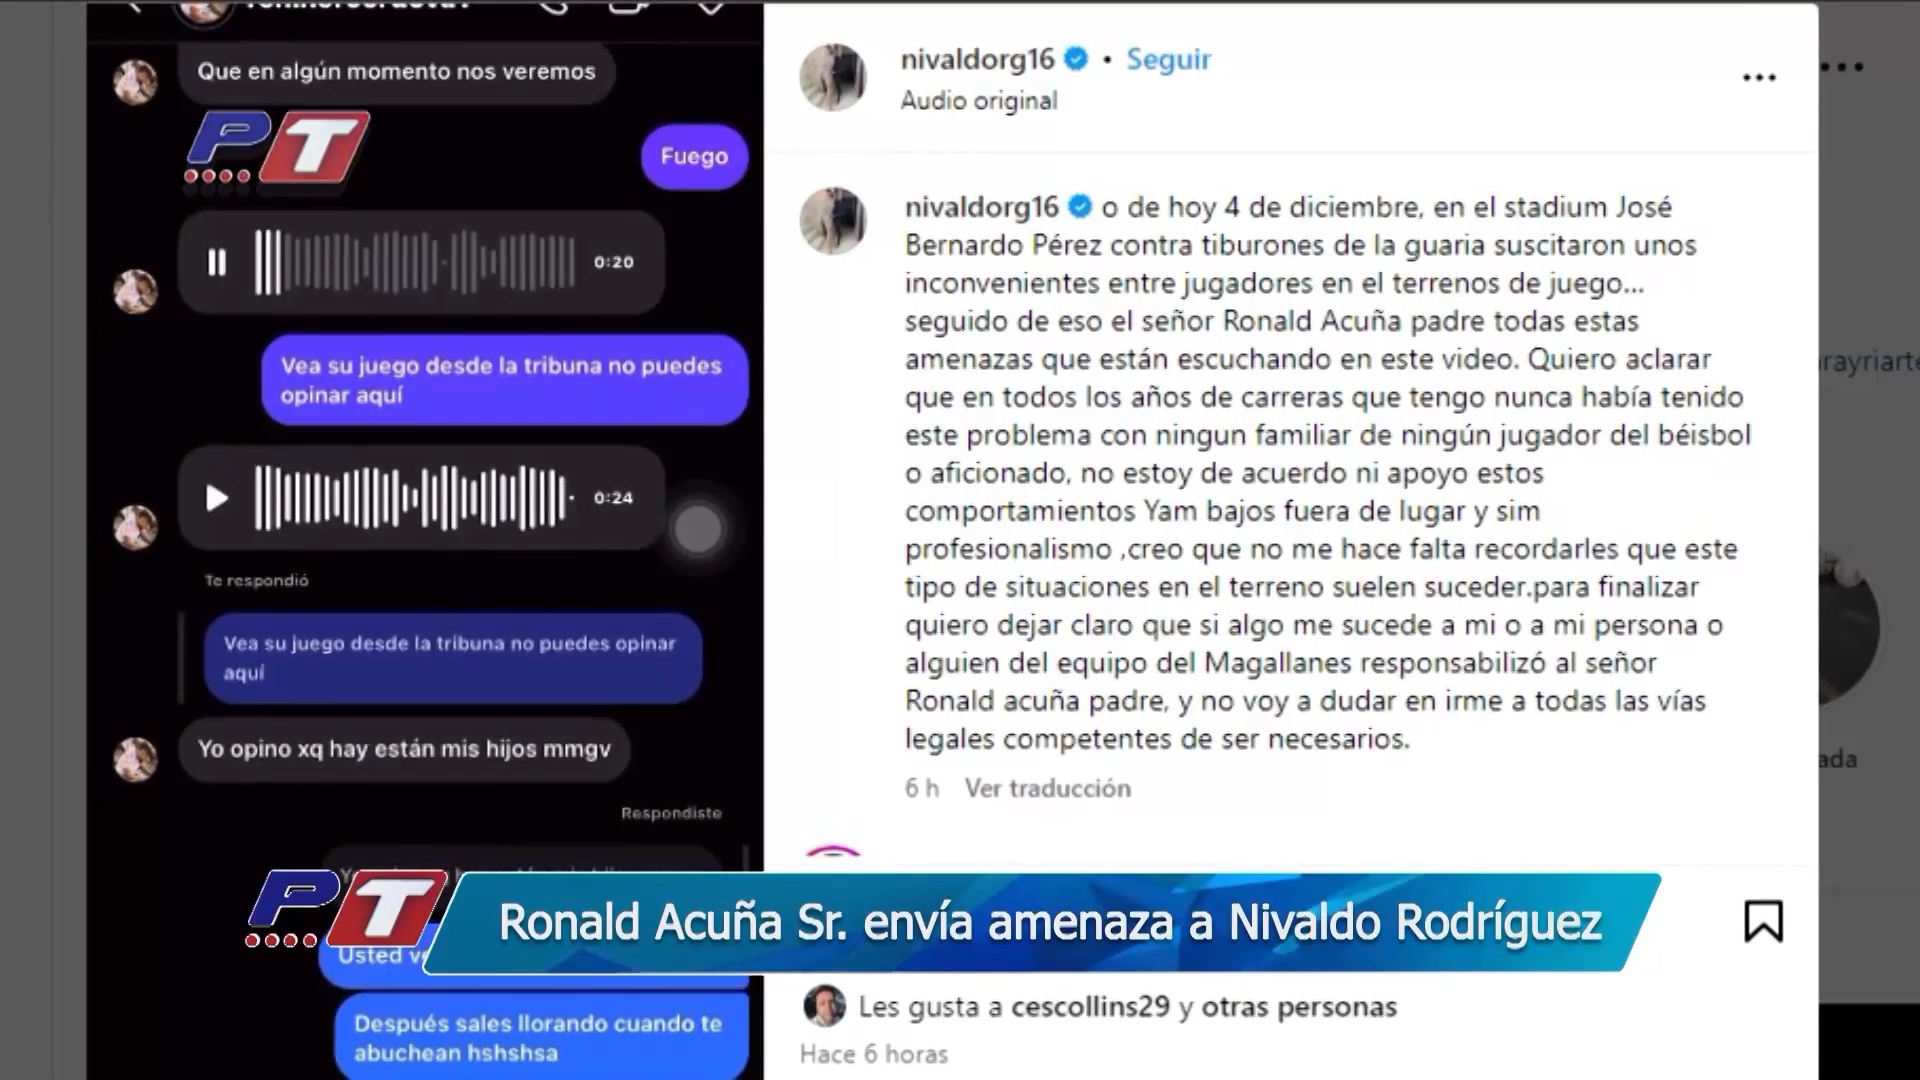 Que en algún momento nos veremos
PT
Fuego
0:20
Vea su juego desde la tribuna no puedes
opinar aquí
0:24
Te respondió
Vea su juego desde la tribuna no puedes opinar
aquí
Yo opino xq hay están mis hijos mmgv
Respondiste
Usted
Después sales llorando cuando te
abuchean hshshsa
nivaldorg16 • Seguir
Audio original
nivaldorg16 o de hoy 4 de diciembre, en el stadium José
Bernardo Pérez contra tiburones de la guaria suscitaron unos
inconvenientes entre jugadores en el terrenos de juego...
seguido de eso el señor Ronald Acuña padre todas estas
amenazas que están escuchando en este video. Quiero aclarar
que en todos los años de carreras que tengo nunca había tenido
este problema con ningun familiar de ningún jugador del béisbol
o aficionado, no estoy de acuerdo ni apoyo estos
comportamientos Yam bajos fuera de lugar y sim
profesionalismo ,creo que no me hace falta recordarles que este
tipo de situaciones en el terreno suelen suceder.para finalizar
quiero dejar claro que si algo me sucede a mi o a mi persona o
alguien del equipo del Magallanes responsabilizó al señor
Ronald acuña padre, y no voy a dudar en irme a todas las vías
legales competentes de ser necesarios.
6 h Ver traducción
PT
Ronald Acuña Sr. envía amenaza a Nivaldo Rodríguez
Les gusta a cescollins29 y otras personas
Hace 6 horas
rayriarte
ada